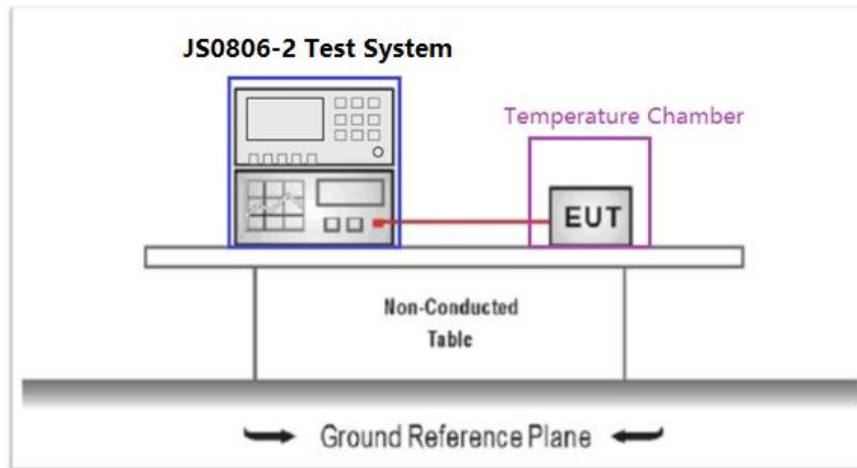 JS0806-2 Test System
Temperature Chamber
EUT
Non-Conducted
Table
Ground Reference Plane